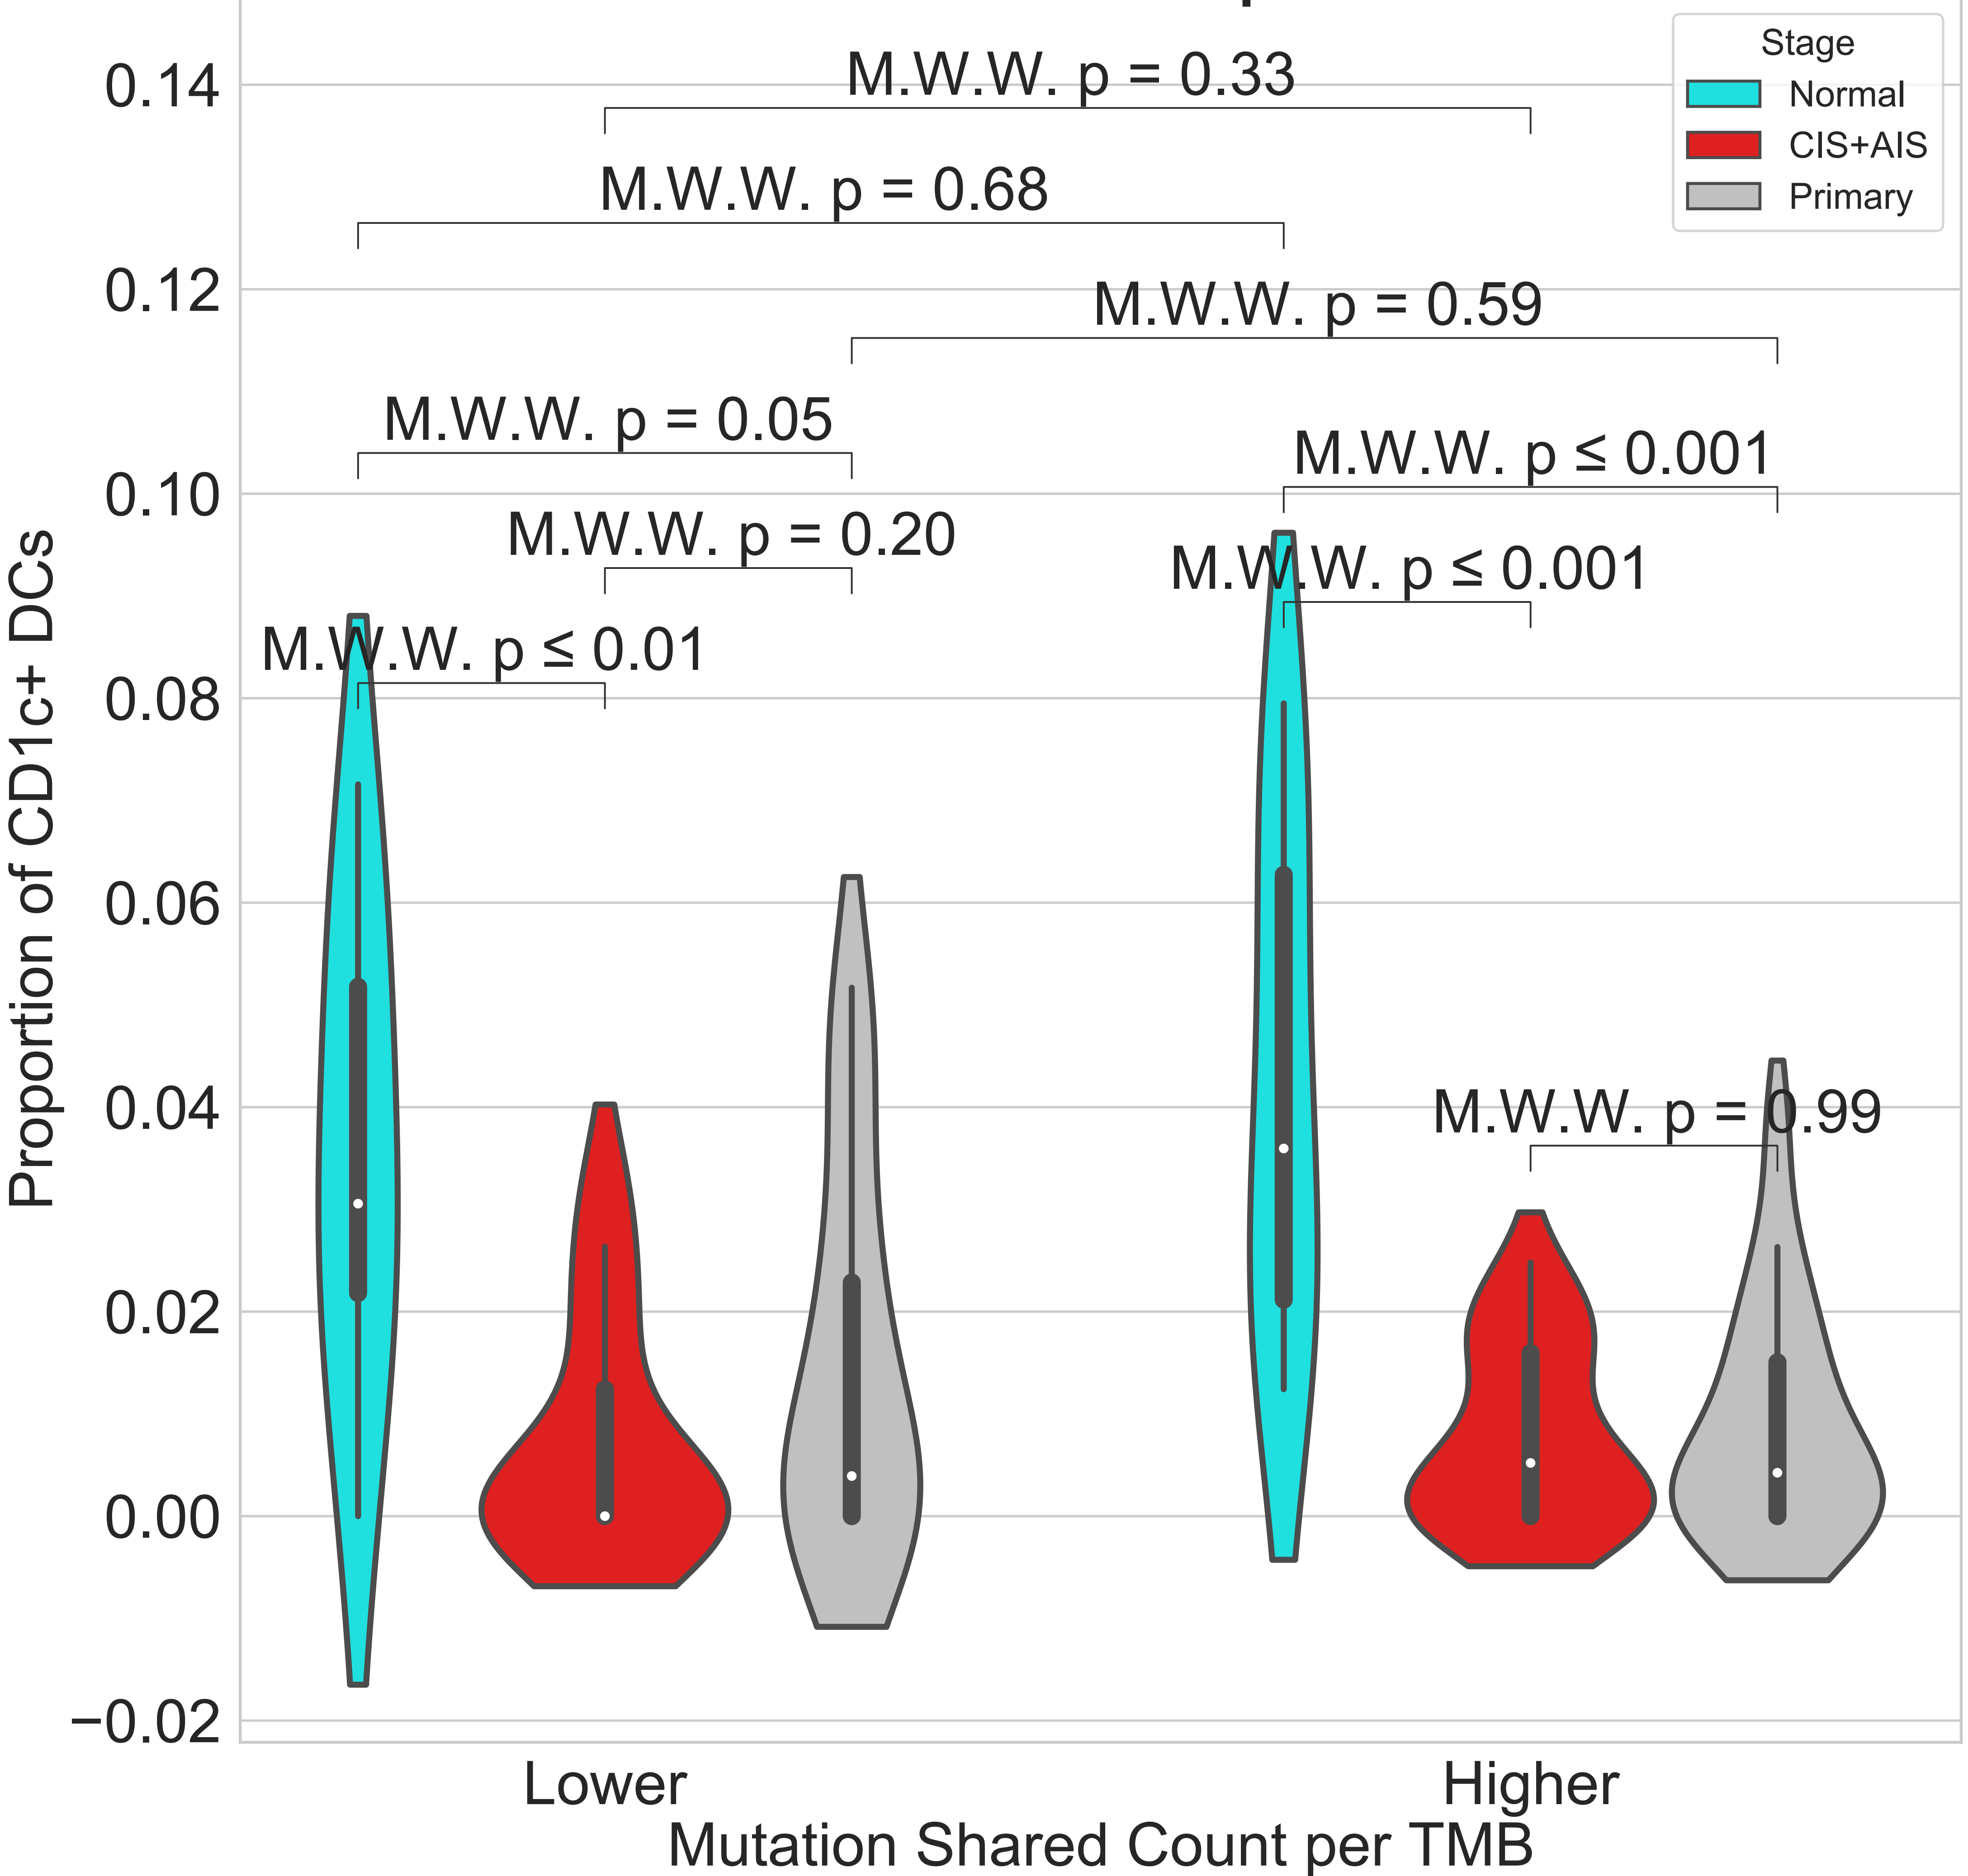 Stage
Normal
CIS+AIS
Primary
0.14
0.12
0.10
0.08
0.06
0.04
0.02
0.00
−0.02
Proportion of CD1c+ DCs
M.W.W. p = 0.33
M.W.W. p = 0.68
M.W.W. p = 0.59
M.W.W. p = 0.05
M.W.W. p ≤ 0.001
M.W.W. p = 0.20
M.W.W. p ≤ 0.001
M.W.W. p ≤ 0.01
M.W.W. p = 0.99
Lower
Higher
Mutation Shared Count per TMB